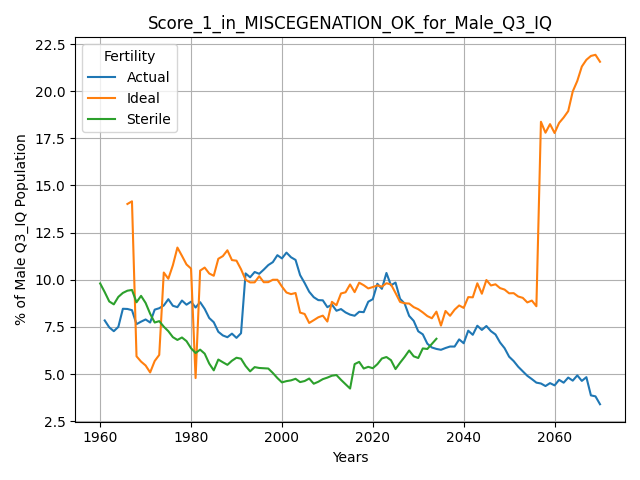 Score_1_in_MISCEGENATION_OK_for_Male_Q3_IQ
Fertility
Actual
Ideal
Sterile
% of Male Q3_IQ Population
22.5
20.0
17.5
15.0
12.5
10.0
7.5
5.0
2.5
1960 1980 2000 2020 2040 2060
Years